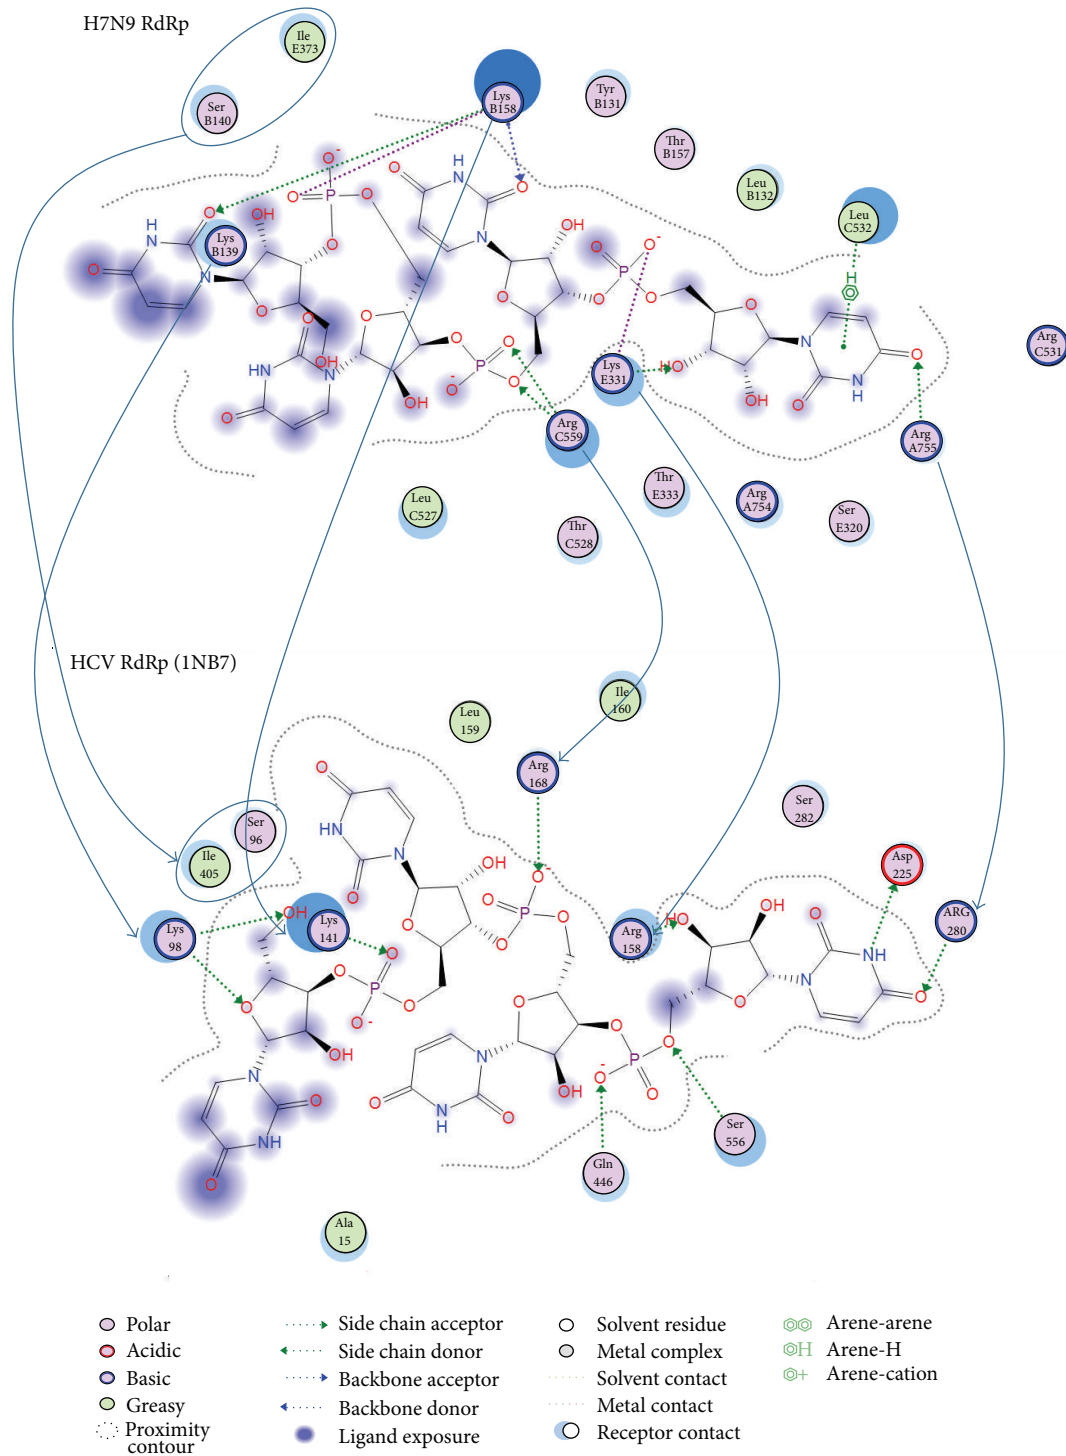 H7N9 RdRp
Ile
E373
Ser
B140
Lys
B158
Tyr
B131
Thr
B157
Leu
B132
Leu
C532
Lys
B139
Arg
C531
Lys
E331
Arg
C559
Arg
A755
Leu
C527
Thr
C528
Thr
E333
Arg
A754
Ser
E320
HCV RdRp (1NB7)
Leu
159
Ile
160
Arg
168
Ser
282
Ser
96
Ile
405
Asp
225
Lys
98
Lys
141
Arg
158
ARG
280
Ser
556
Gln
446
Ala
15
Polar
Acidic
Basic
Greasy
Proximity
contour
Side chain acceptor
Side chain donor
Backbone acceptor
Backbone donor
Ligand exposure
Solvent residue
Metal complex
Solvent contact
Metal contact
Receptor contact
Arene-arene
H Arene-H
+ Arene-cation